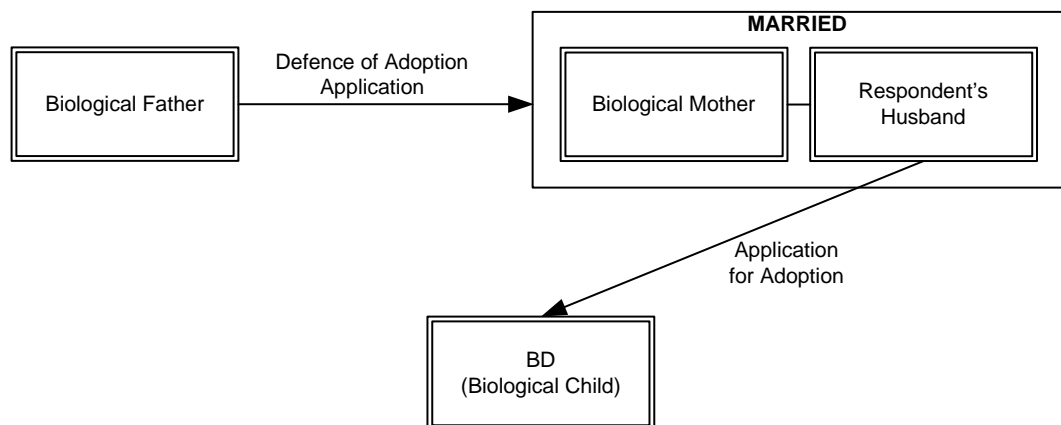 MARRIED
Biological Father
Defence of Adoption
Application
Biological Mother
Respondent’s
Husband
Application
for Adoption
BD
(Biological Child)